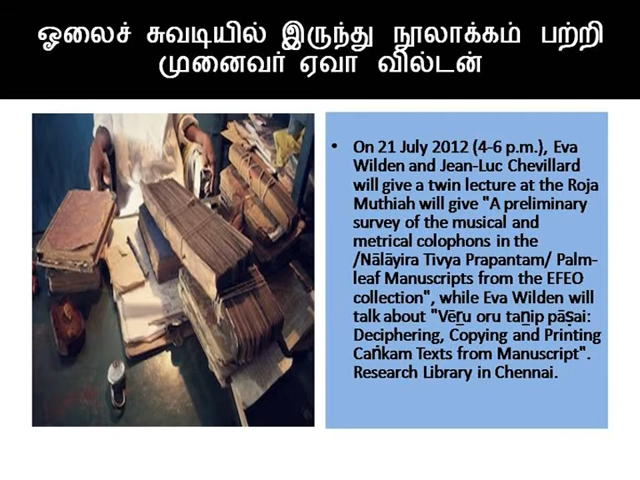 ஓலைச் சுவடியில் இருந்து நூலாக்கம் பற்றி
முனைவர் ஏவா வில்டன்
• On 21 July 2012 (4-6 p.m.), Eva
Wilden and Jean-Luc Chevillard
will give a twin lecture at the Roja
Muthiah will give "A preliminary
survey of the musical and
metrical colophons in the
/Nālāyira Tivya Prapantam/ Palm-
leaf Manuscripts from the EFEO
collection", while Eva Wilden will
talk about "Vēṟu oru taṉip pāṣai:
Deciphering, Copying and Printing
Caṅkam Texts from Manuscript".
Research Library in Chennai.